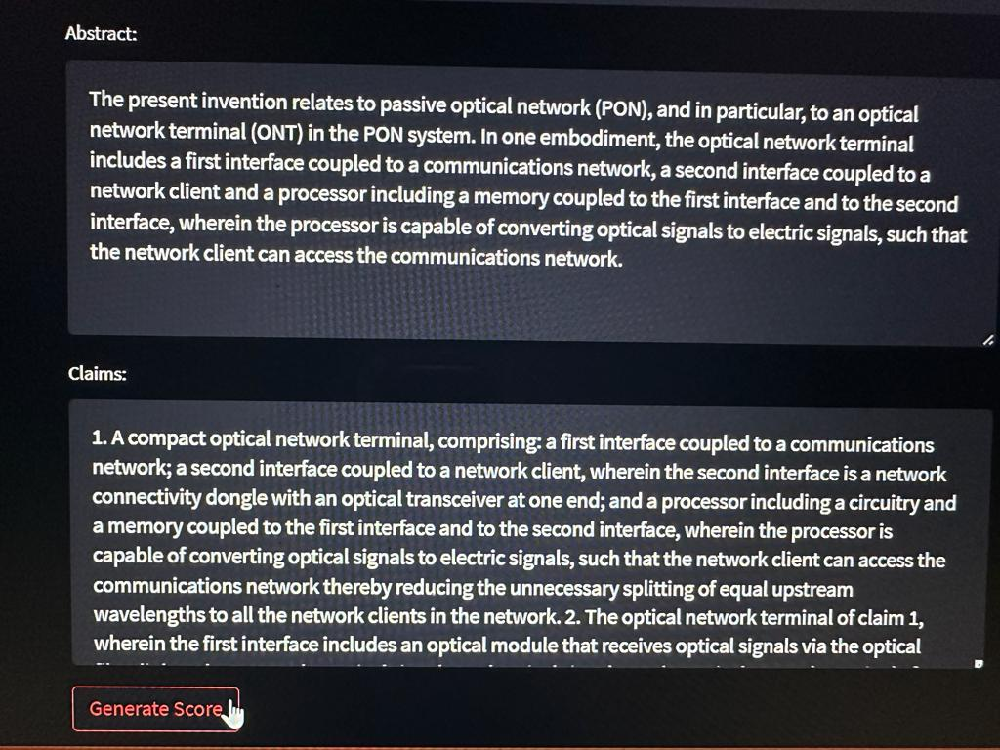 Abstract:
The present invention relates to passive optical network (PON), and in particular, to an optical
network terminal (ONT) in the PON system. In one embodiment, the optical network terminal
includes a first interface coupled to a communications network, a second interface coupled to a
network client and a processor including a memory coupled to the first interface and to the second
interface, wherein the processor is capable of converting optical signals to electric signals, such that
the network client can access the communications network.
Claims:
1. A compact optical network terminal, comprising: a first interface coupled to a communications
network; a second interface coupled to a network client, wherein the second interface is a network
connectivity dongle with an optical transceiver at one end; and a processor including a circuitry and
a memory coupled to the first interface and to the second interface, wherein the processor is
capable of converting optical signals to electric signals, such that the network client can access the
communications network thereby reducing the unnecessary splitting of equal upstream
wavelengths to all the network clients in the network. 2. The optical network terminal of claim 1,
wherein the first interface includes an optical module that receives optical signals via the optical
Generate Score